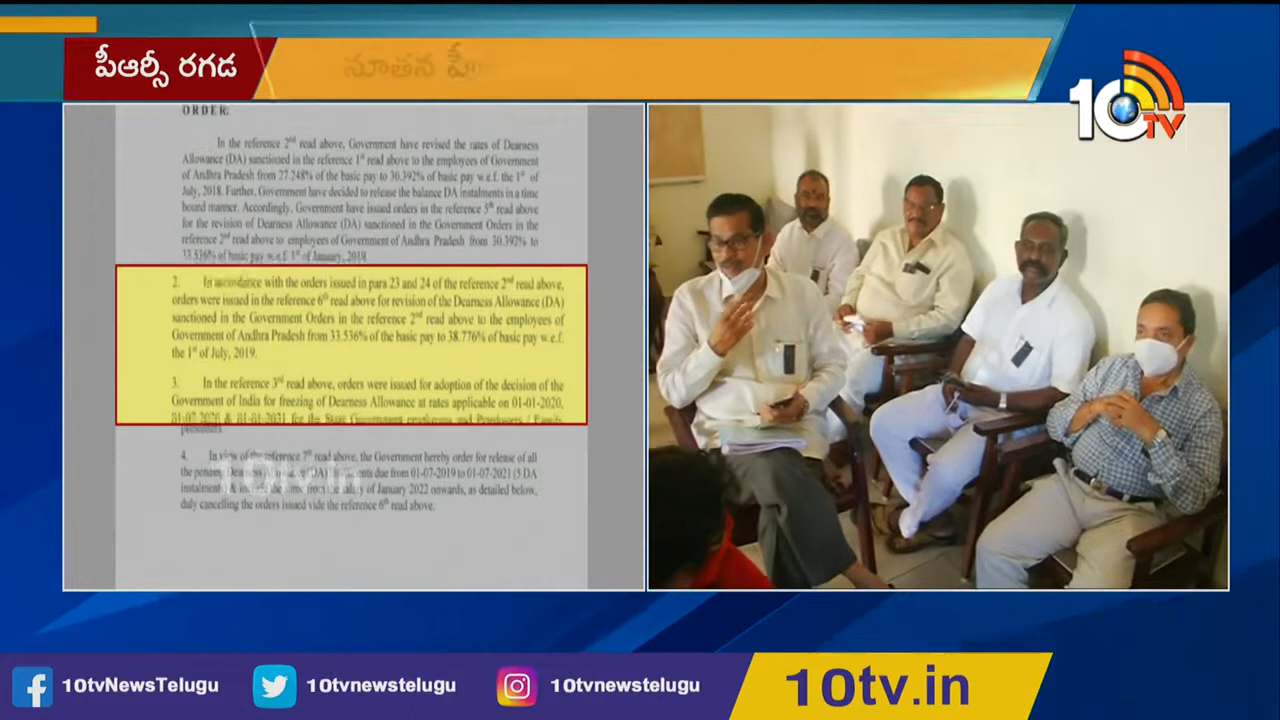 పీఆర్సీ రగడ
నూతన పే
10TV
ORDER:
In the reference 2nd read above, Government have revised the rates of Dearness
Allowance (DA) sanctioned in the reference 1st read above to the employees of Government
of Andhra Pradesh from 27.248% of the basic pay to 30.392% of basic pay w.e.f. the 1st of
July, 2018. Further, Government have decided to release the balance DA instalments in a time
bound manner. Accordingly, Government have issued orders in the reference 5th read above
for the revision of Dearness Allowance (DA) sanctioned in the Government Orders in the
reference 2nd read above to employees of Government of Andhra Pradesh from 30.392% to
33.536% of basic pay w.e.f. 1st of January, 2019.
2. In accordance with the orders issued in para 23 and 24 of the reference 2nd read above,
orders were issued in the reference 6th read above for revision of the Dearness Allowance (DA)
sanctioned in the Government Orders in the reference 2nd read above to the employees of
Government of Andhra Pradesh from 33.536% of the basic pay to 38.776% of basic pay w.e.f.
the 1st of July, 2019.
3. In the reference 3rd read above, orders were issued for adoption of the decision of the
Government of India for freezing of Dearness Allowance at rates applicable on 01-01-2020,
01-07-2020 & 01-01-2021 for the State Government employees and Pensioners / Family
pensioners.
4. In view of the reference 7th read above, the Government hereby order for release of all
the pending Dearness due from 01-07-2019 to 01-07-2021 (5 DA
instalments of January 2022 onwards, as detailed below,
duly cancelling the orders issued vide the reference 6th read above.
10tv.in
10tvNewsTelugu
10tvnewstelugu
10tvnewstelugu
10tv.in